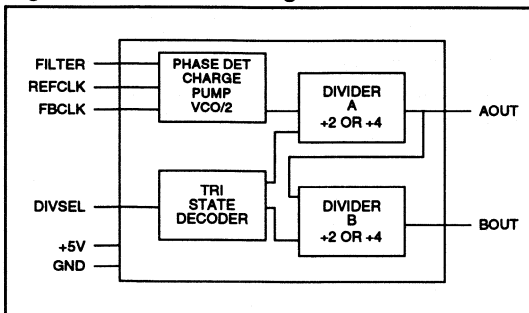 FILTER
REFCLK
FBCLK
PHASE DET
CHARGE
PUMP
VCO/2
DIVIDER
A
÷2 OR ÷4
AOUT
DIVSEL
TRI
STATE
DECODER
DIVIDER
B
÷2 OR ÷4
BOUT
+5V
GND